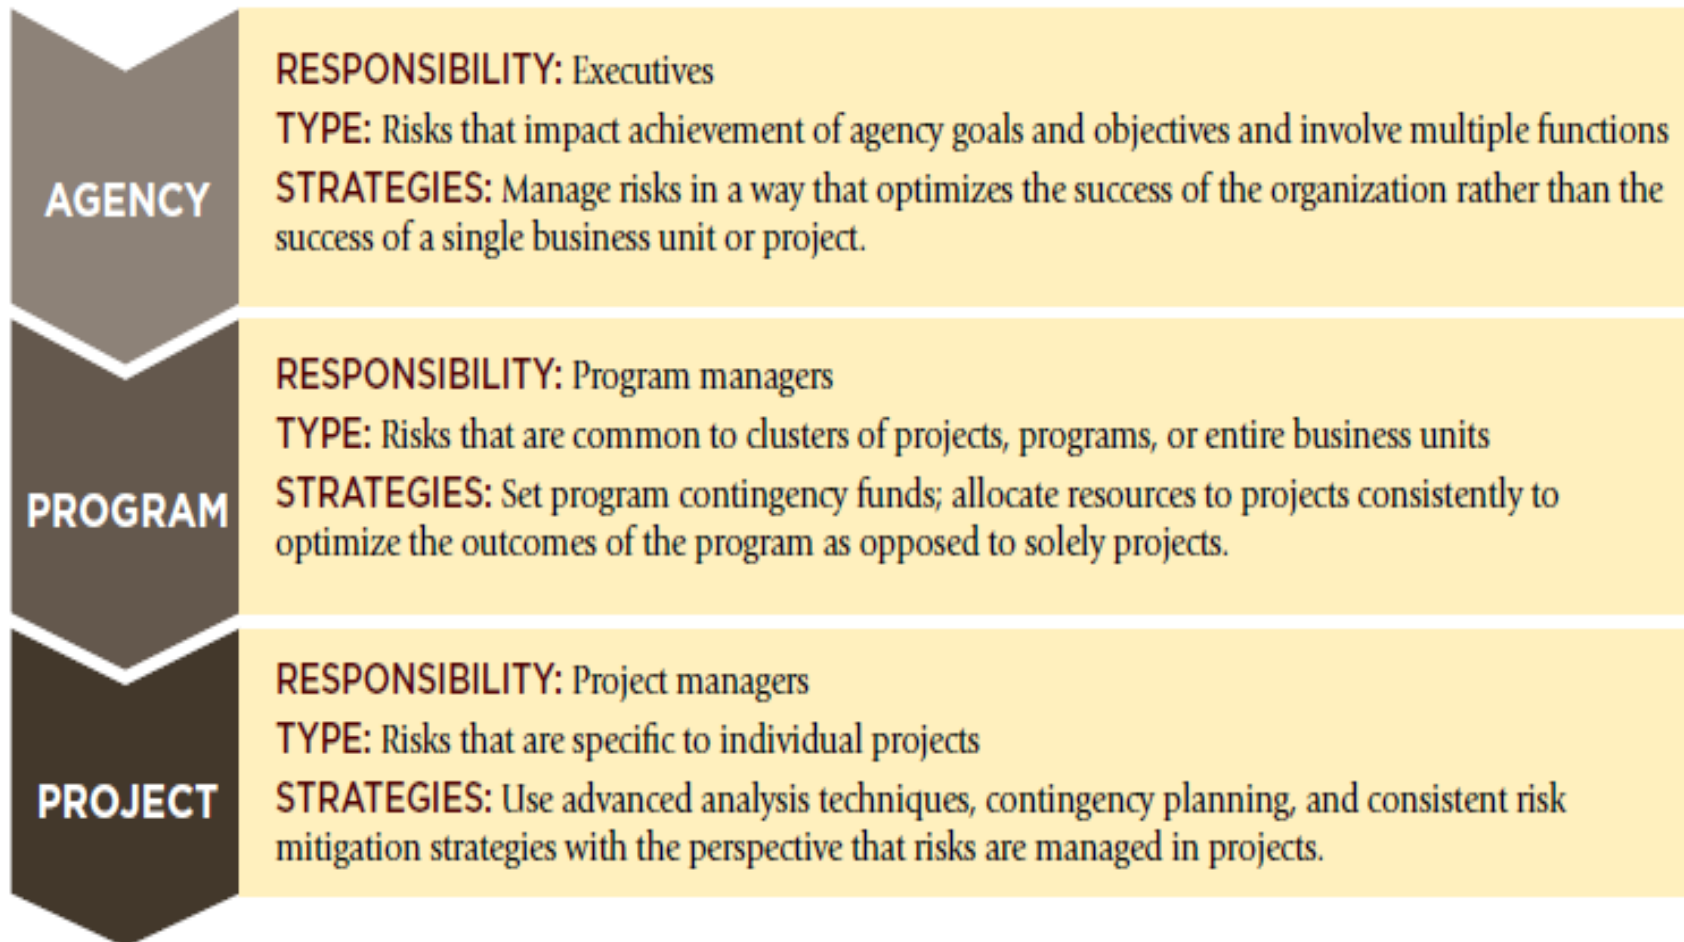 AGENCY
RESPONSIBILITY: Executives
TYPE: Risks that impact achievement of agency goals and objectives and involve multiple functions
STRATEGIES: Manage risks in a way that optimizes the success of the organization rather than the
success of a single business unit or project.
PROGRAM
RESPONSIBILITY: Program managers
TYPE: Risks that are common to clusters of projects, programs, or entire business units
STRATEGIES: Set program contingency funds; allocate resources to projects consistently to
optimize the outcomes of the program as opposed to solely projects.
PROJECT
RESPONSIBILITY: Project managers
TYPE: Risks that are specific to individual projects
STRATEGIES: Use advanced analysis techniques, contingency planning, and consistent risk
mitigation strategies with the perspective that risks are managed in projects.